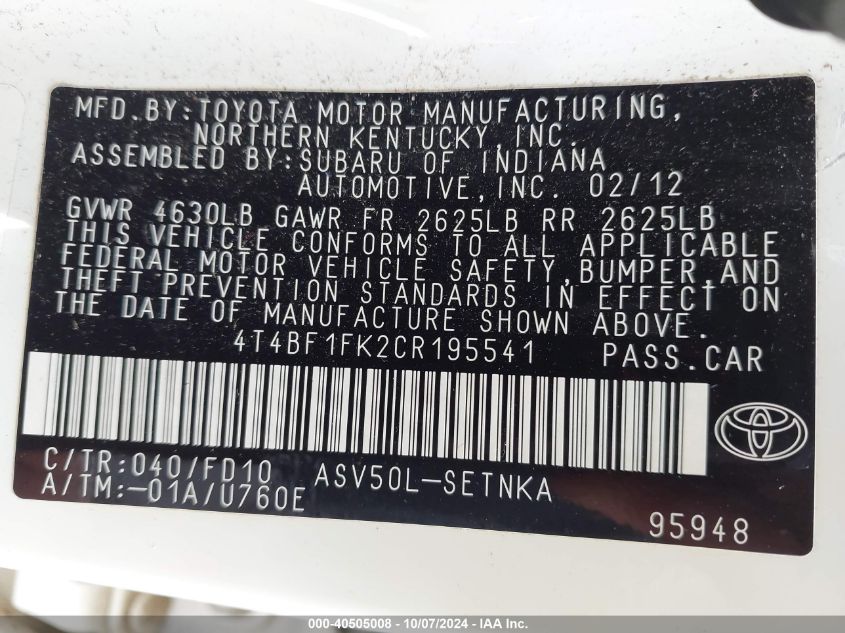 MFD.BY:TOYOTA MOTOR MANUFACTURING,
NORTHERN KENTUCKY,INC.
ASSEMBLED BY:SUBARU OF INDIANA
AUTOMOTIVE,INC. 02/12
GVWR 4630LB GAWR FR 2625LB RR 2625LB
THIS VEHICLE CONFORMS TO ALL APPLICABLE
FEDERAL MOTOR VEHICLE SAFETY,BUMPER,AND
THEFT PREVENTION STANDARDS IN EFFECT ON
THE DATE OF MANUFACTURE SHOWN ABOVE.
4T4BF1FK2CR195541 PASS.CAR
C/TR:040/FD10 ASV50L-SETNKA
A/TM:-01A/U760E
95948
000-40505008 - 10/07/2024 - IAA Inc.